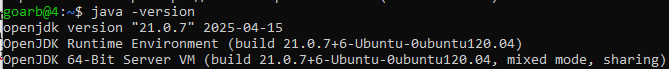 goarb@4:~$ java -version
openjdk version "21.0.7" 2025-04-15
OpenJDK Runtime Environment (build 21.0.7+6-Ubuntu-0ubuntu120.04)
OpenJDK 64-Bit Server VM (build 21.0.7+6-Ubuntu-0ubuntu120.04, mixed mode, sharing)